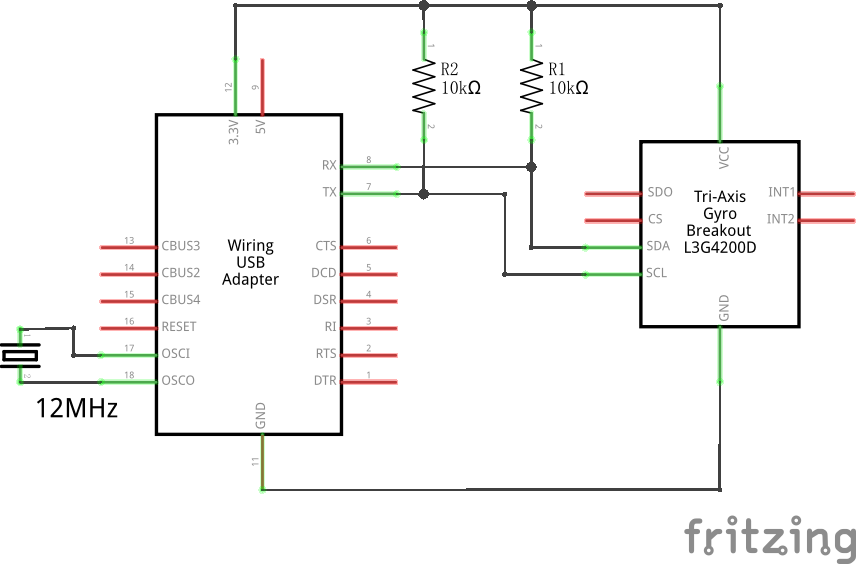 1
R2
10kΩ
2
1
R1
10kΩ
2
12
3.3V
9
5V
RX
8
TX
7
VCC
SDO
CS
SDA
SCL
Tri-Axis
Gyro
Breakout
L3G4200D
INT1
INT2
GND
13
CBUS3
14
CBUS2
15
CBUS4
16
RESET
17
OSCI
18
OSCO
Wiring
USB
Adapter
CTS
6
DCD
5
DSR
4
RI
3
RTS
2
DTR
1
1
2
12MHz
GND
11
fritzing